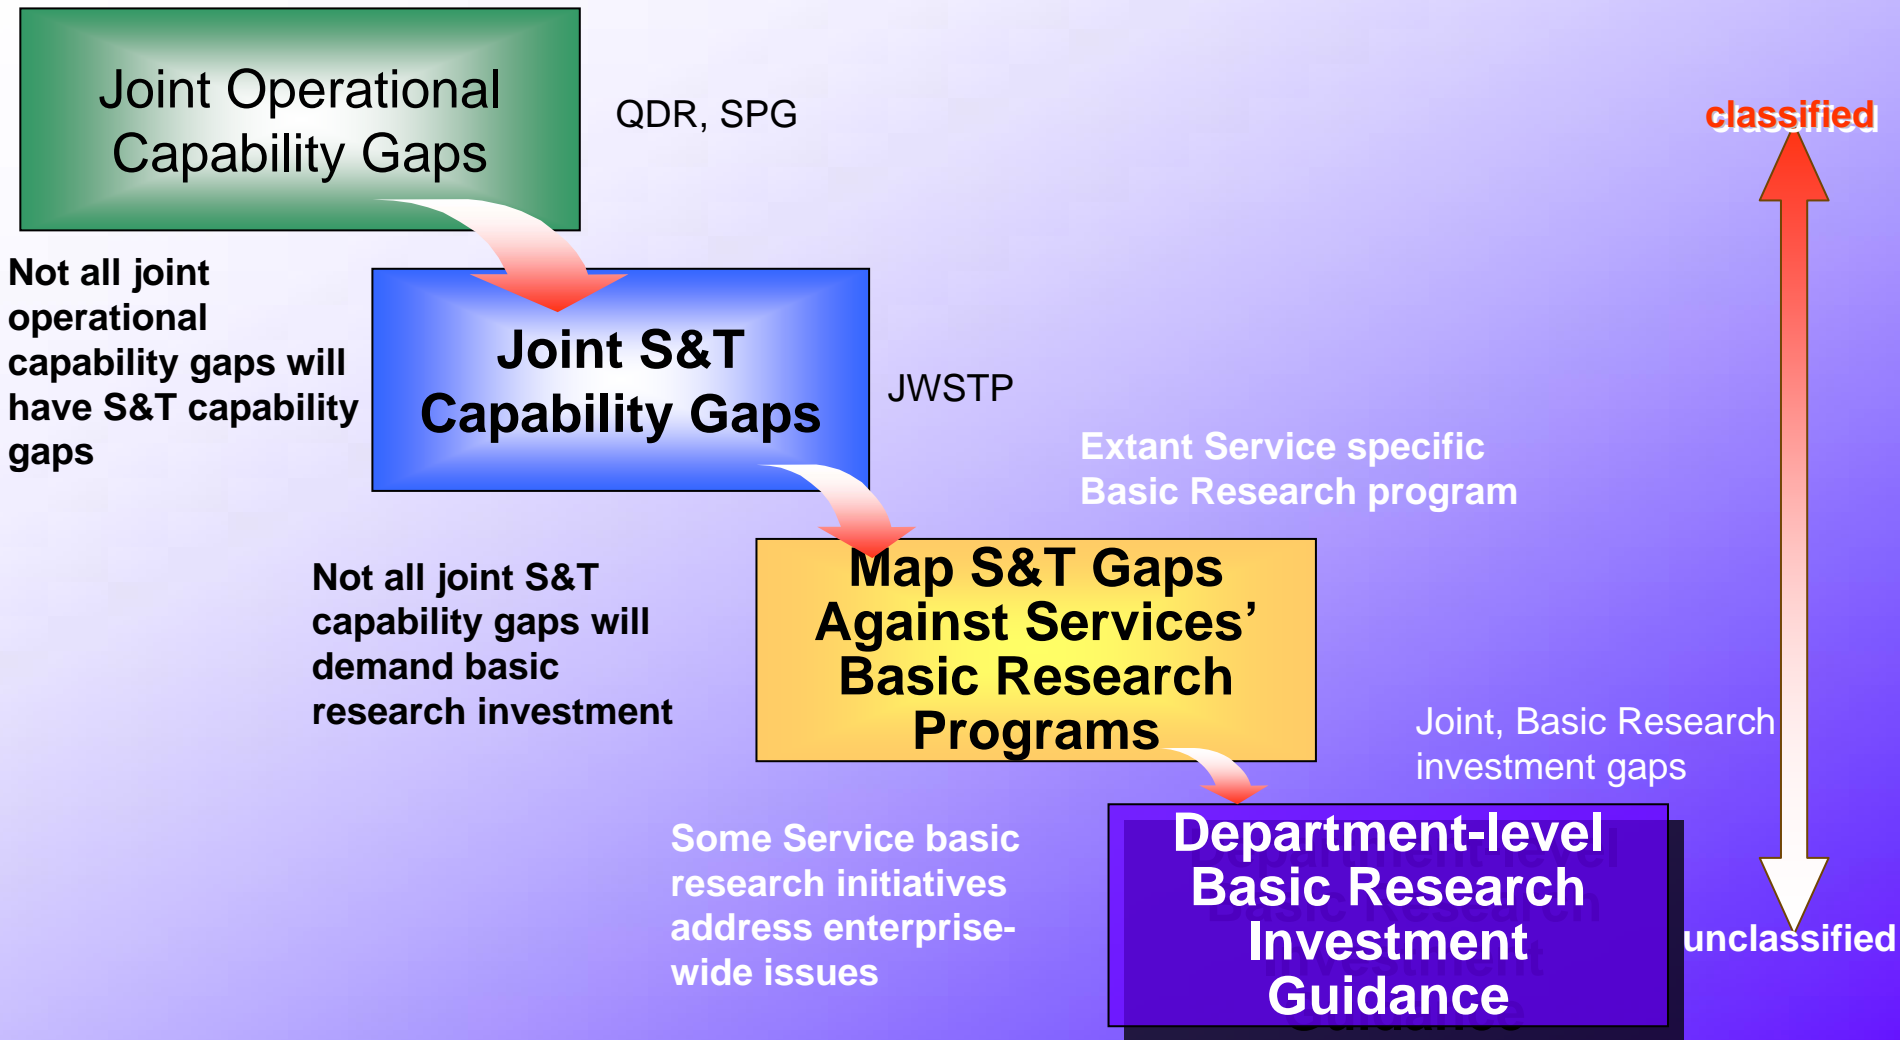 Joint Operational
Capability Gaps
QDR, SPG
classified
Not all joint
operational
capability gaps will
have S&T capability
gaps
Joint S&T
Capability Gaps
JWSTP
Extant Service specific
Basic Research program
Not all joint S&T
capability gaps will
demand basic
research investment
Map S&T Gaps
Against Services’
Basic Research
Programs
Joint, Basic Research
investment gaps
Some Service basic
research initiatives
address enterprise-
wide issues
Department-level
Basic Research
Investment
Guidance
unclassified